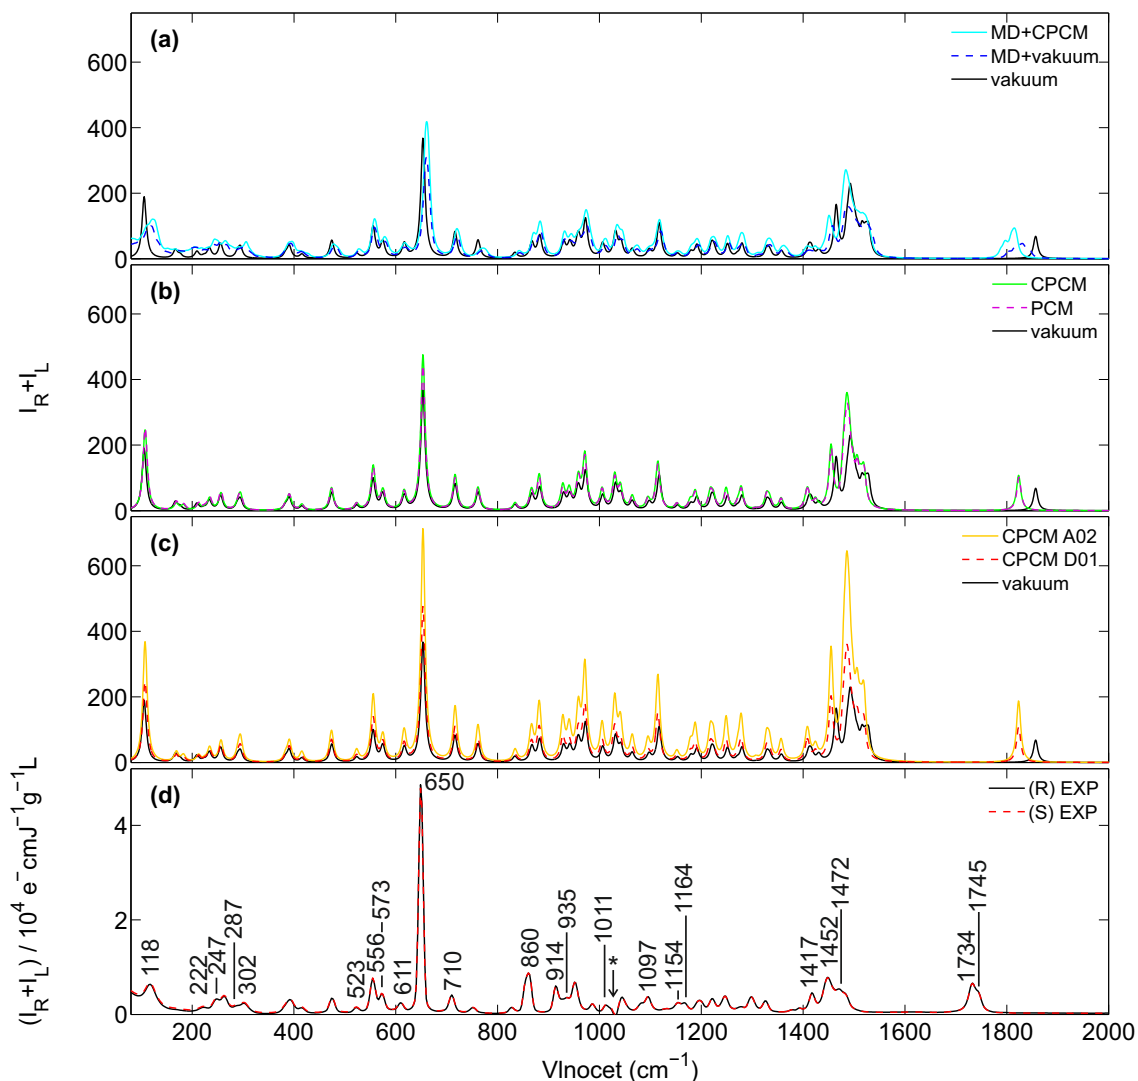 (a)
MD+CPCM
MD+vakuum
vakuum
600
400
200
0
(b)
CPCM
PCM
vakuum
600
400
200
0
I_R+I_L
(c)
CPCM A02
CPCM D01
vakuum
600
400
200
0
(d)
(R) EXP
(S) EXP
4
2
0
(I_R+I_L) / 10⁴ e⁻cmJ⁻¹g⁻¹L
118
222
247
287
302
523
556
573
611
650
710
860
914
935
1011
*
1097
1154
1164
1417
1452
1472
1734
1745
200 400 600 800 1000 1200 1400 1600 1800 2000
Vlnocet (cm⁻¹)